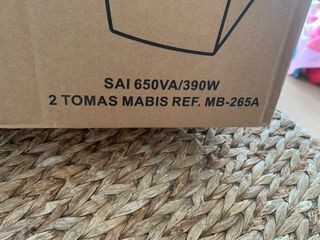 SAI 650VA/390W
2 TOMAS MABIS REF. MB-265A